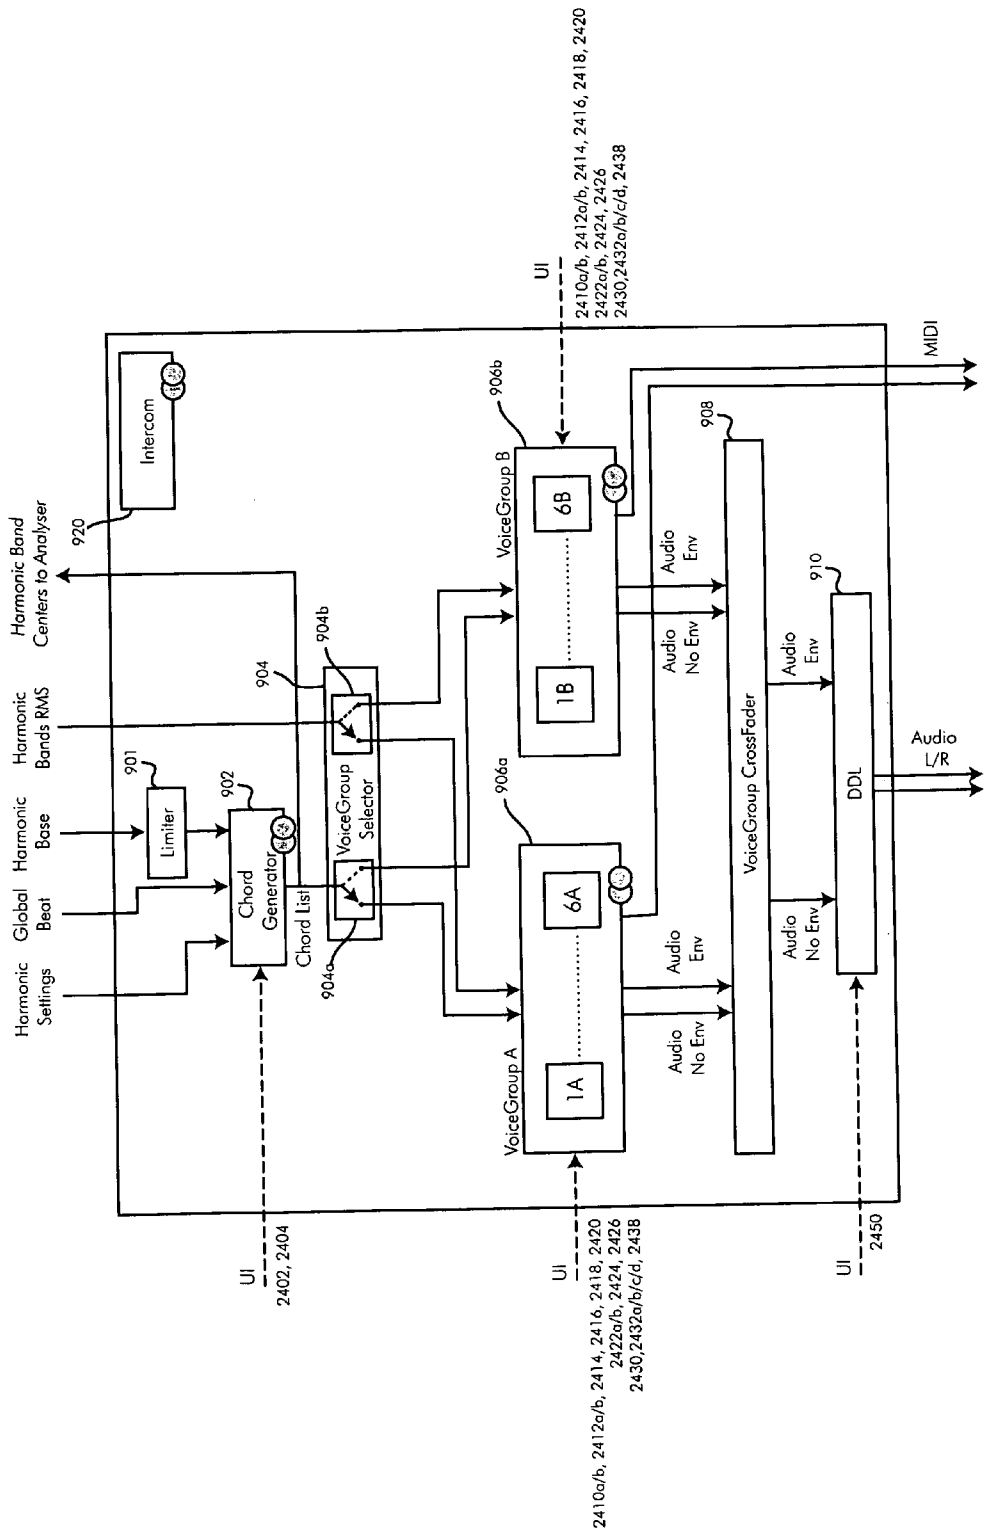 Harmonic
Settings
Global
Beat
Harmonic
Base
Harmonic
Bands RMS
Harmonic Band
Centers to Analyser
901
Limiter
902
Chord
Generator
UI
2402, 2404
Chord List
904
904a
904b
VoiceGroup
Selector
920
Intercom
VoiceGroup A
906a
1A
6A
UI
2410a/b, 2412a/b, 2414, 2416, 2418, 2420
2422a/b, 2424, 2426
2430,2432a/b/c/d, 2438
VoiceGroup B
906b
1B
6B
UI
2410a/b, 2412a/b, 2414, 2416, 2418, 2420
2422a/b, 2424, 2426
2430,2432a/b/c/d, 2438
Audio
No Env
Audio
Env
Audio
No Env
Audio
Env
908
VoiceGroup CrossFader
Audio
No Env
Audio
Env
910
DDL
UI
2450
Audio
L/R
MIDI